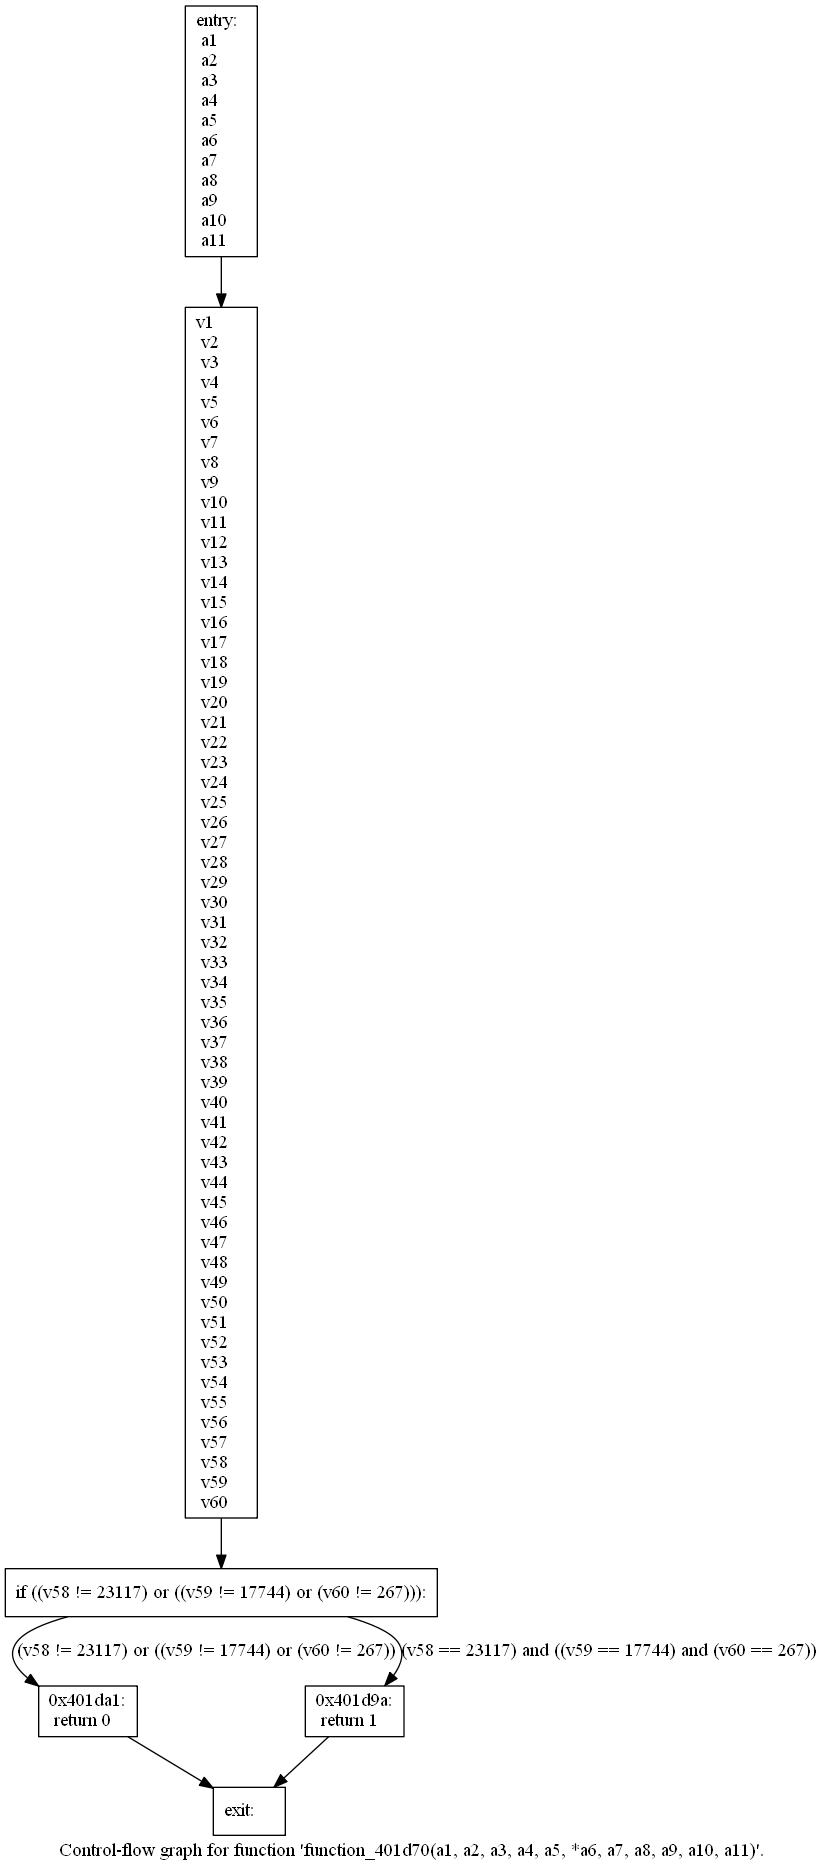 entry:
a1
a2
a3
a4
a5
a6
a7
a8
a9
a10
a11
v1
v2
v3
v4
v5
v6
v7
v8
v9
v10
v11
v12
v13
v14
v15
v16
v17
v18
v19
v20
v21
v22
v23
v24
v25
v26
v27
v28
v29
v30
v31
v32
v33
v34
v35
v36
v37
v38
v39
v40
v41
v42
v43
v44
v45
v46
v47
v48
v49
v50
v51
v52
v53
v54
v55
v56
v57
v58
v59
v60
if ((v58 != 23117) or ((v59 != 17744) or (v60 != 267))):
(v58 != 23117) or ((v59 != 17744) or (v60 != 267))
(v58 == 23117) and ((v59 == 17744) and (v60 == 267))
0x401da1:
return 0
0x401d9a:
return 1
exit:
Control-flow graph for function 'function_401d70(a1, a2, a3, a4, a5, *a6, a7, a8, a9, a10, a11)'.